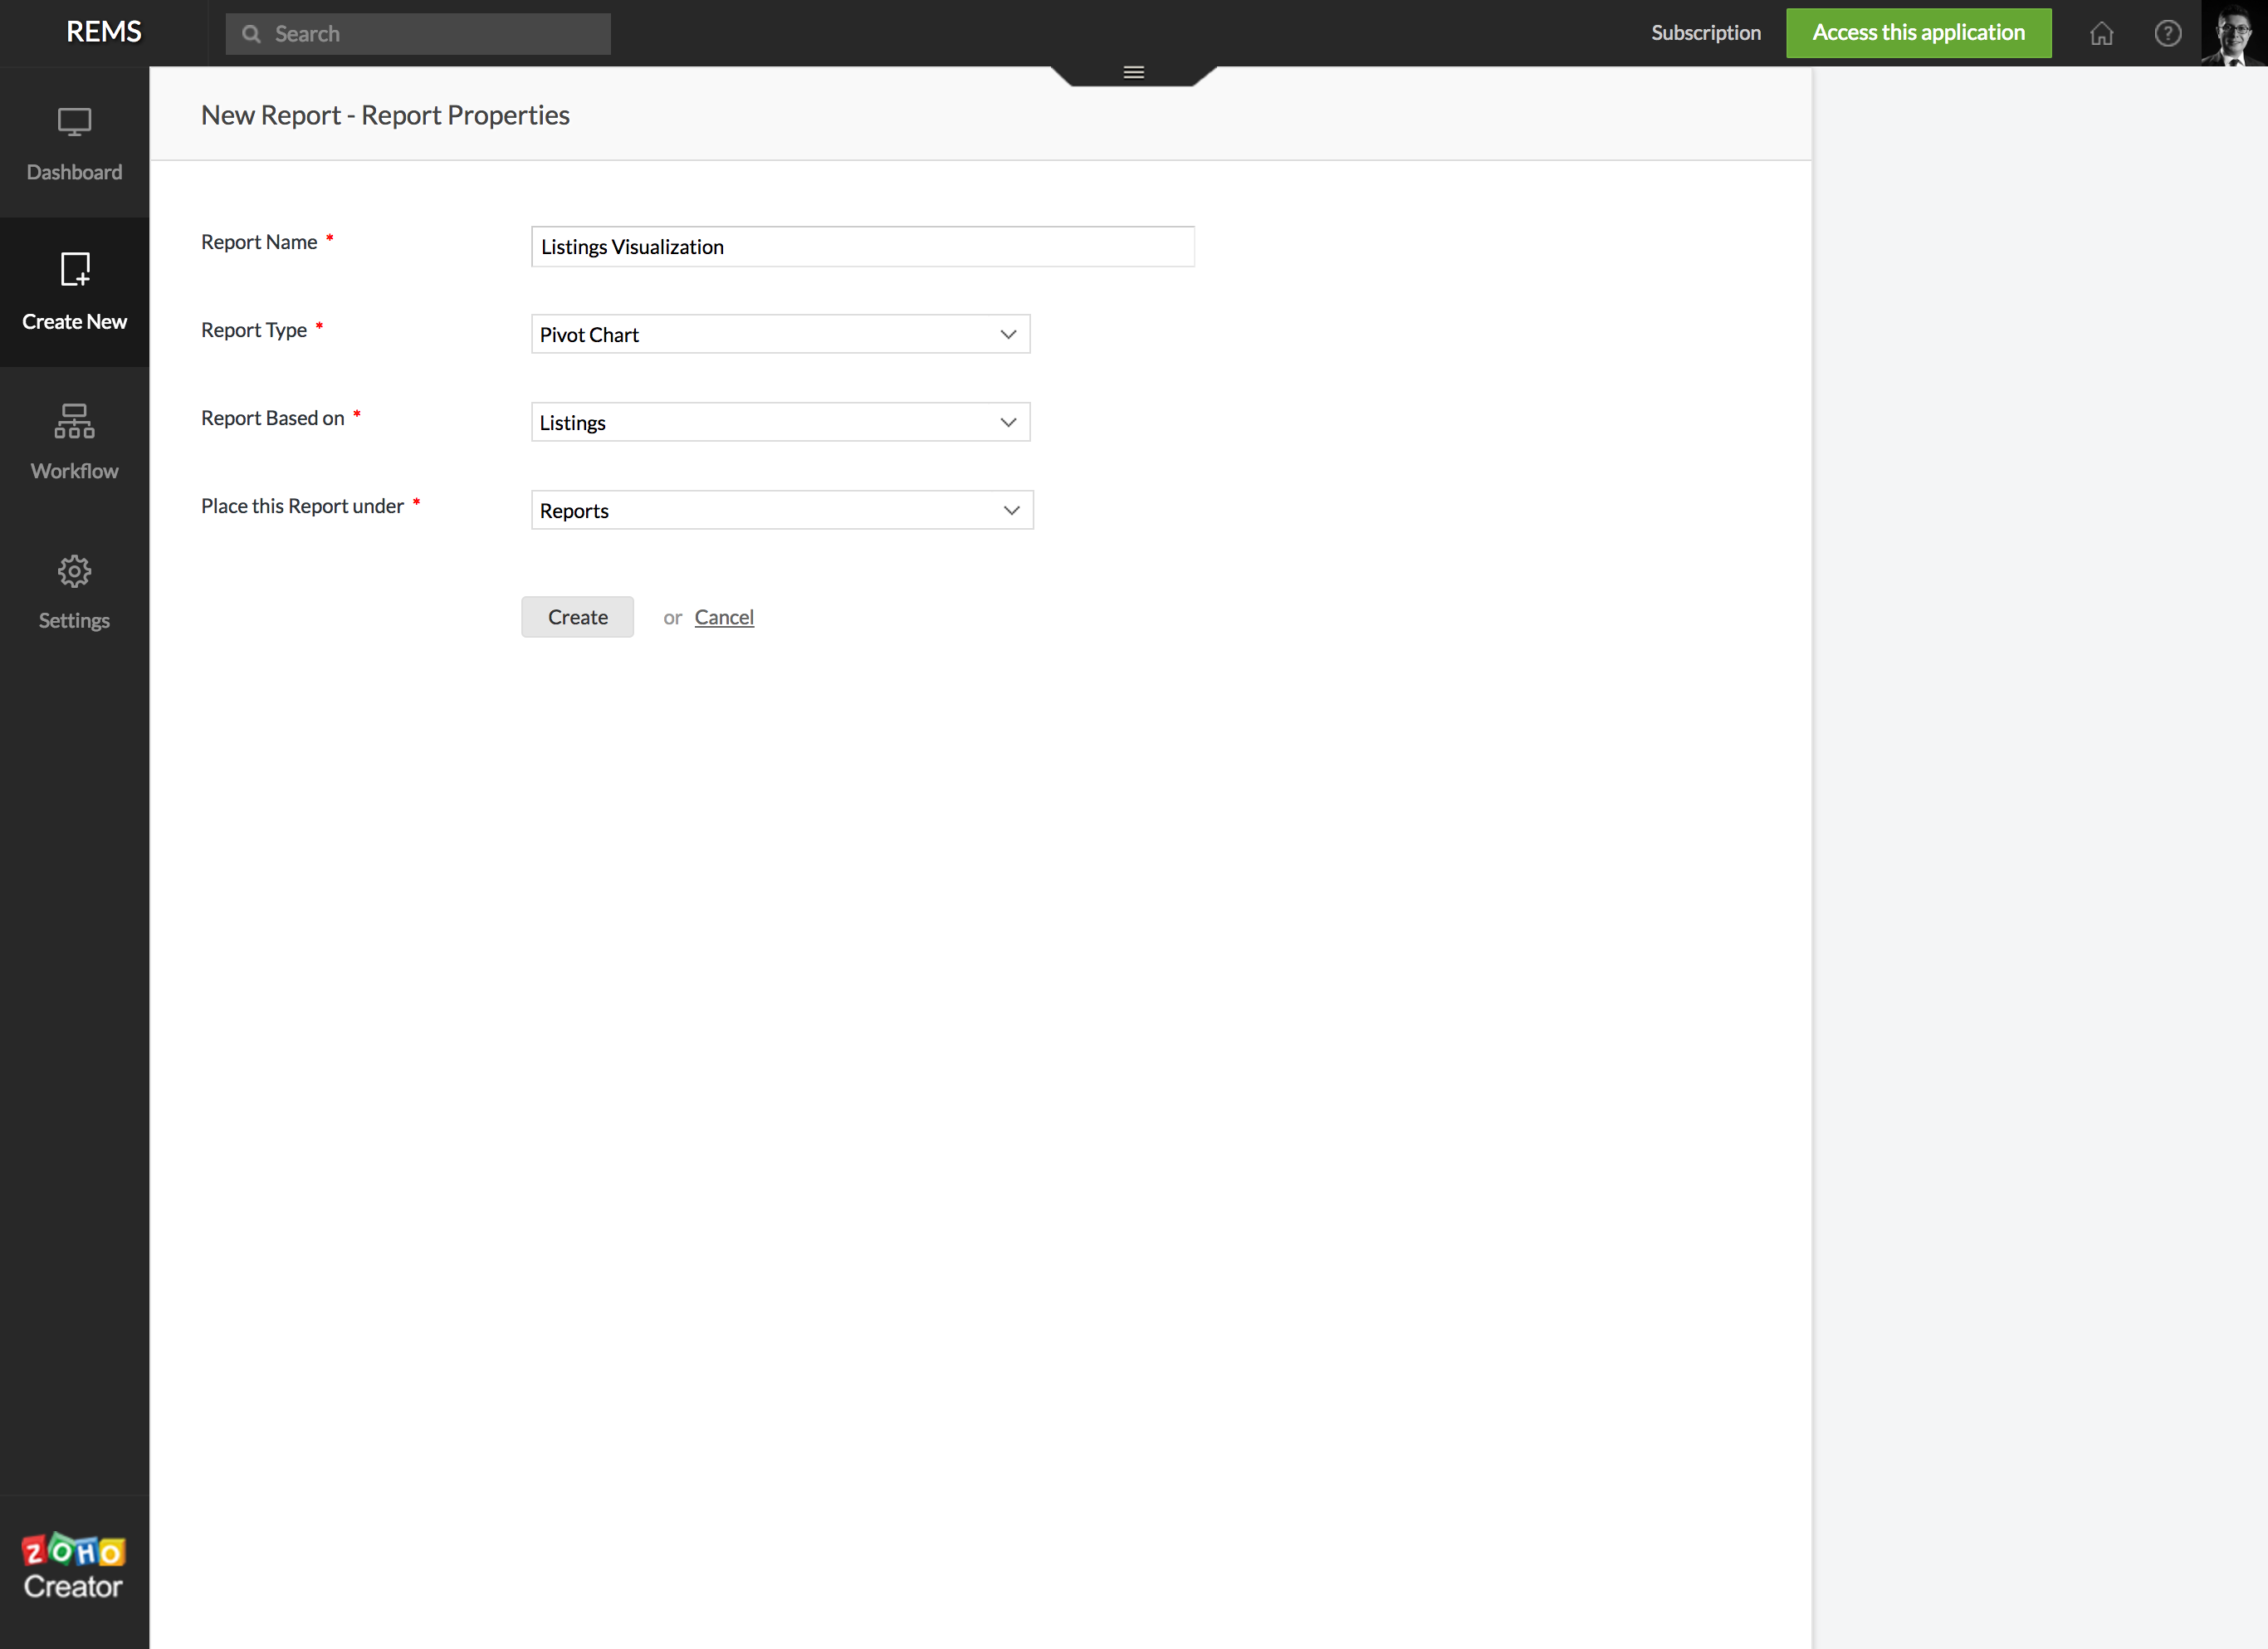 REMS
Search
Subscription
Access this application
?
Dashboard
Create New
Workflow
Settings
New Report - Report Properties
Report Name *
Listings Visualization
Report Type *
Pivot Chart
Report Based on *
Listings
Place this Report under *
Reports
Create or Cancel
ZOHO
Creator